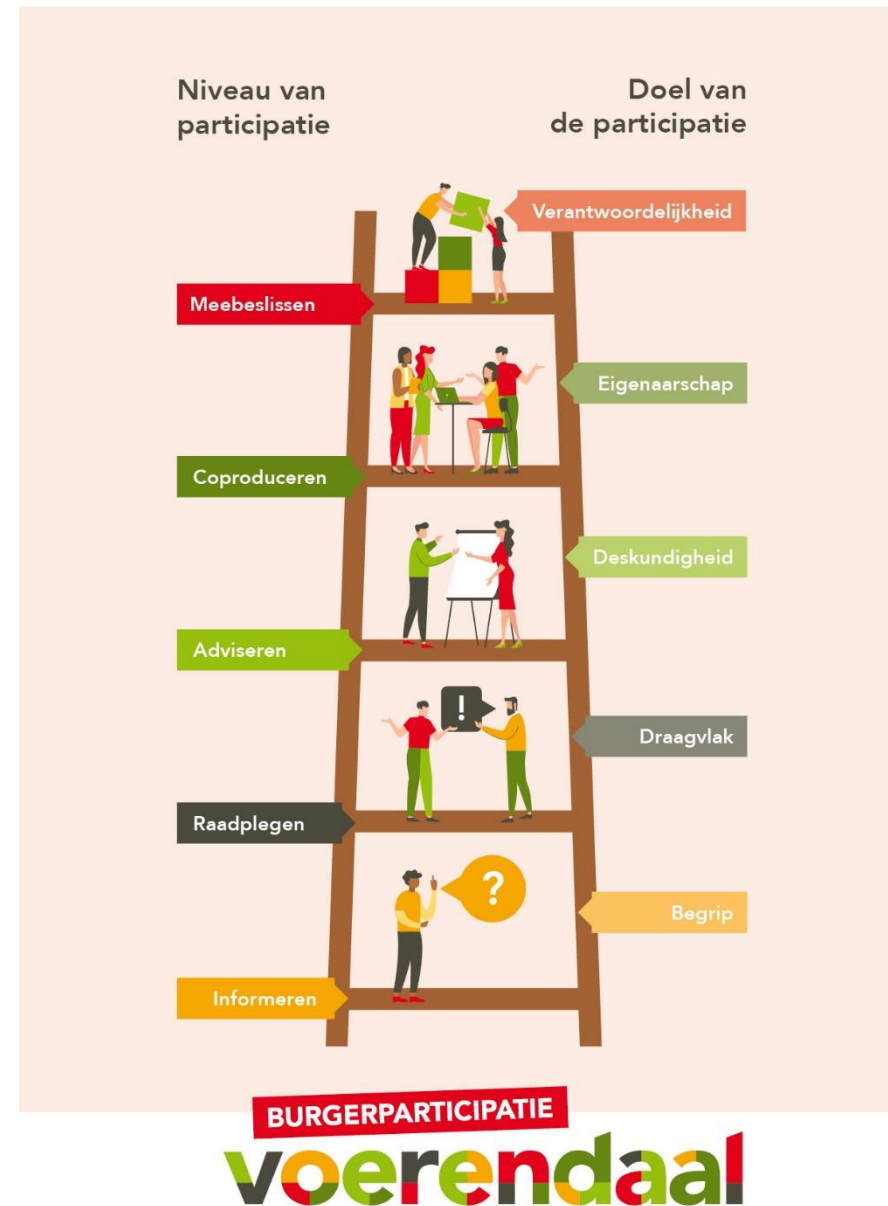 Niveau van
participatie
Doel van
de participatie
Verantwoordelijkheid
Meebeslissen
Eigenaarschap
Coproduceren
Deskundigheid
Adviseren
!
Draagvlak
Raadplegen
?
Begrip
Informeren
BURGERPARTICIPATIE
voerendaal